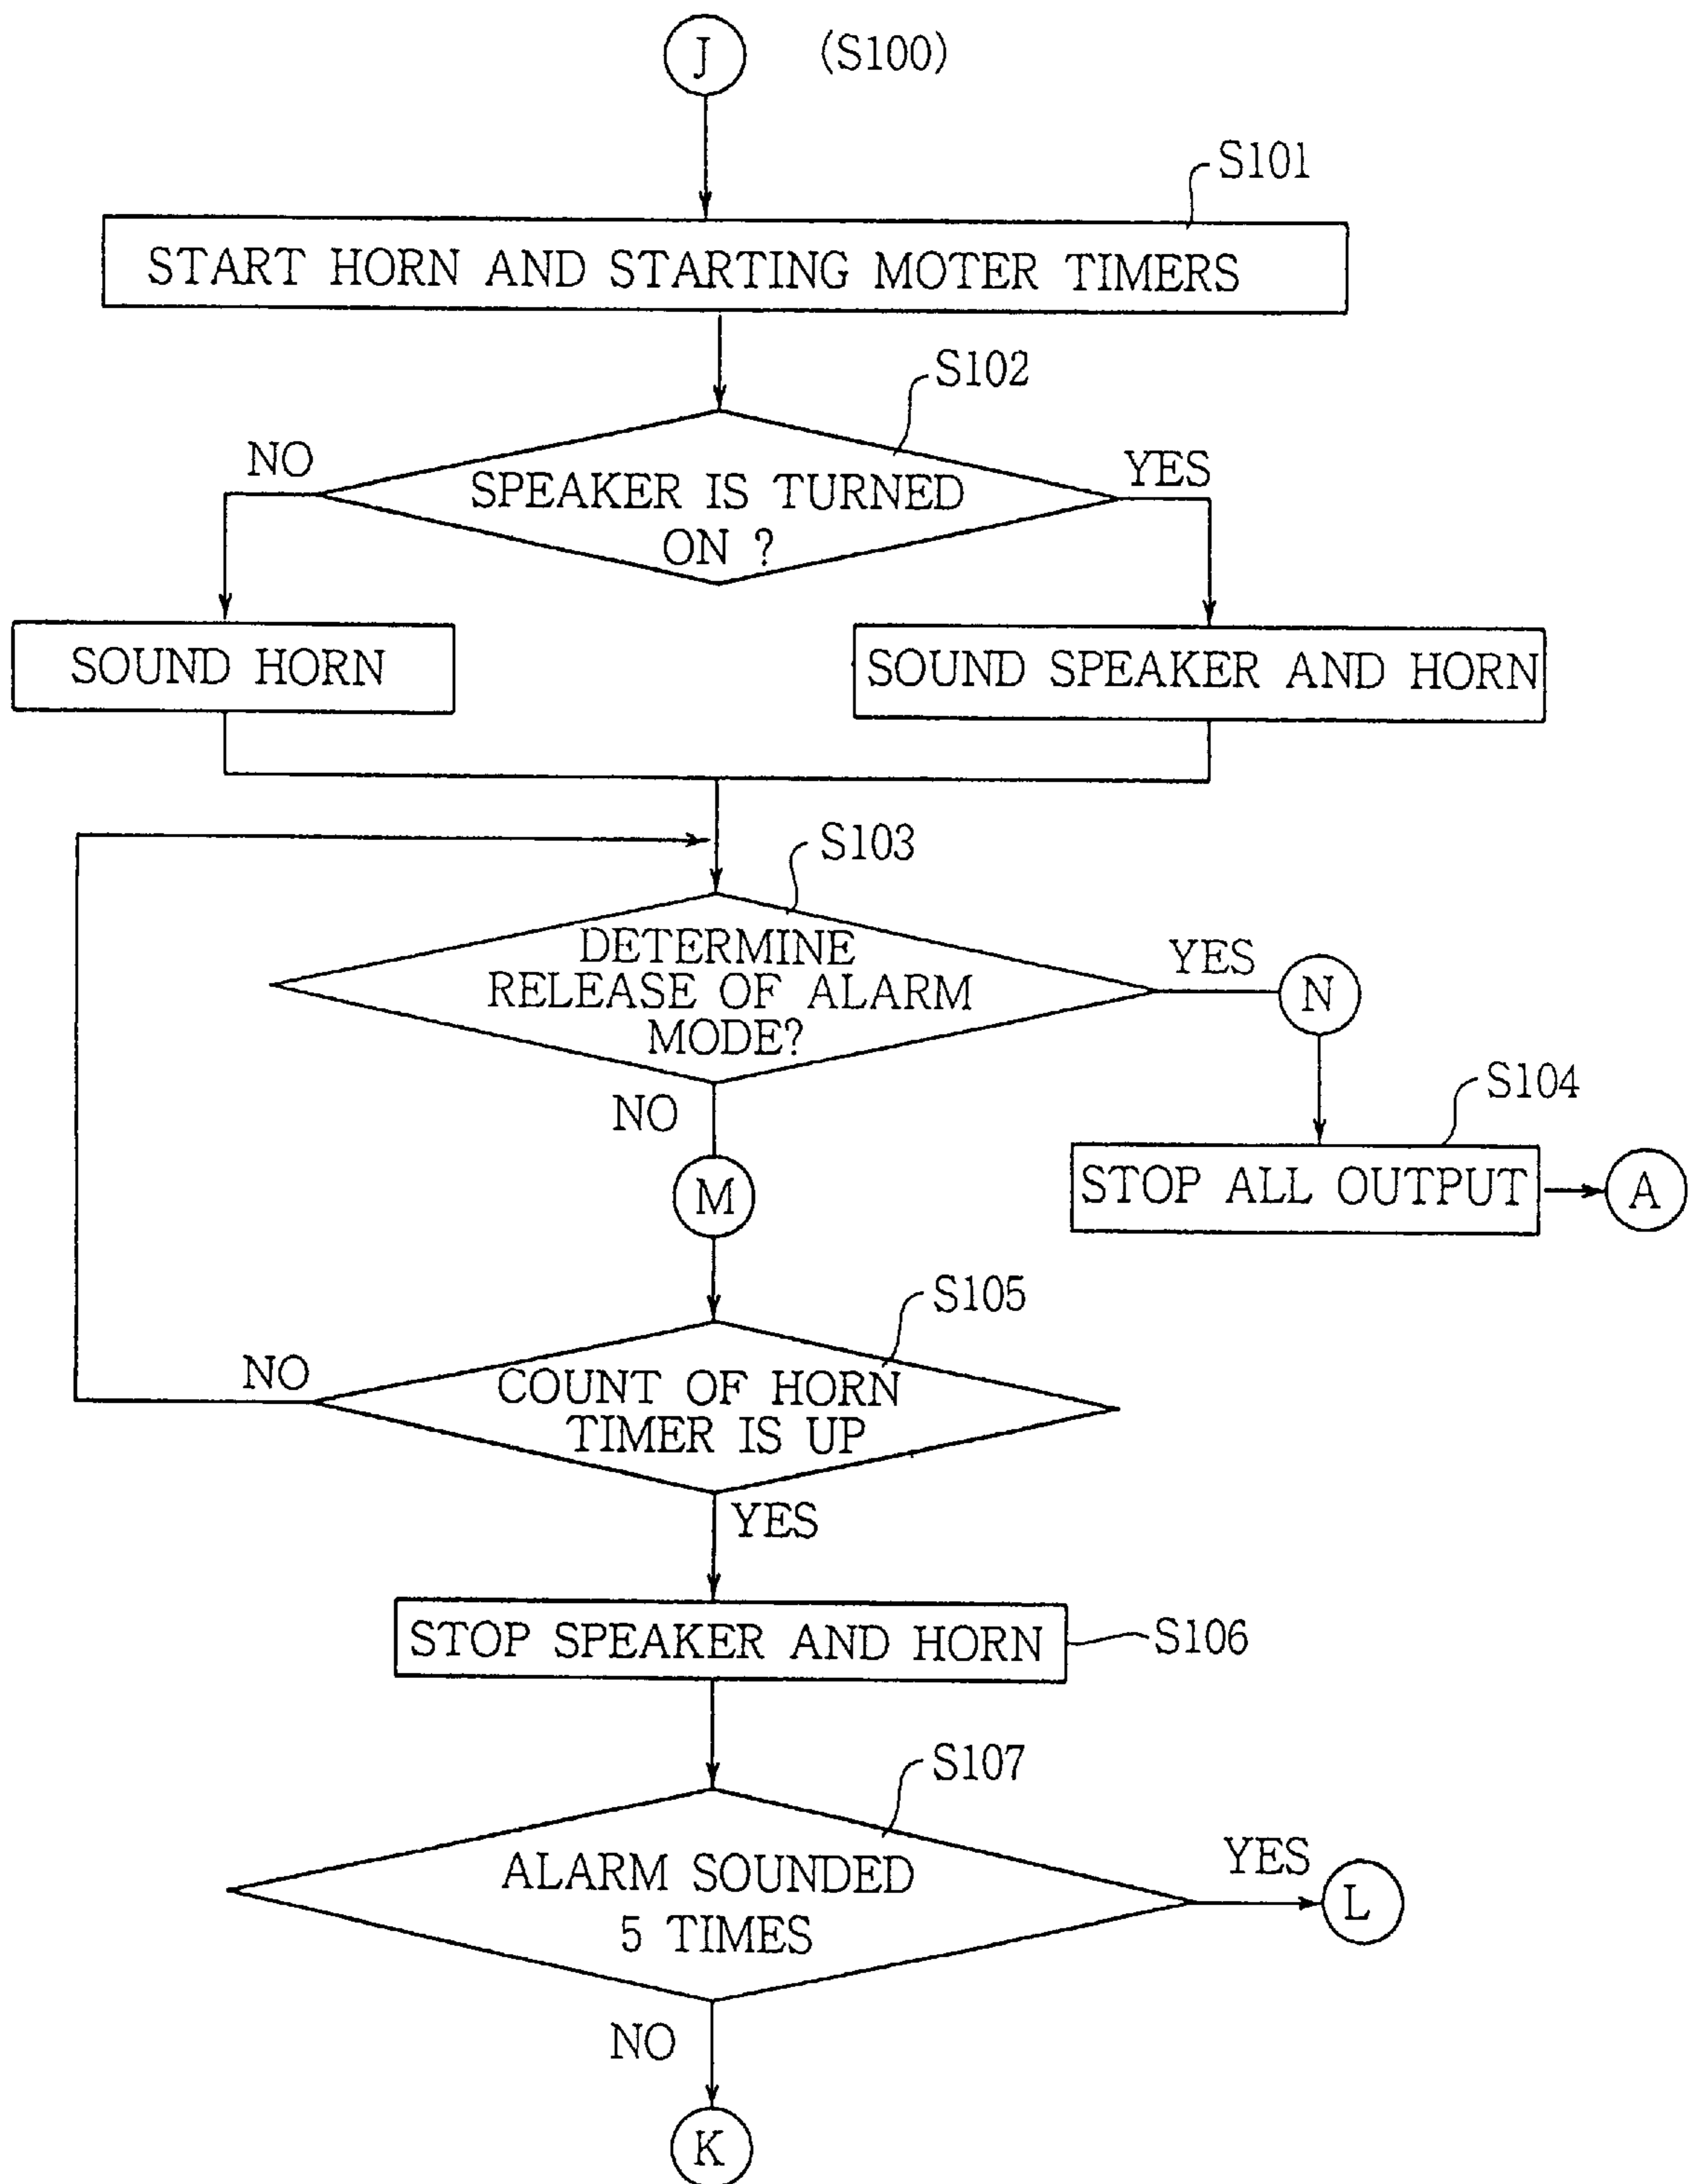 J (S100)
S101
START HORN AND STARTING MOTER TIMERS
S102
NO
YES
SPEAKER IS TURNED
ON ?
SOUND HORN
SOUND SPEAKER AND HORN
S103
DETERMINE
RELEASE OF ALARM
MODE?
YES
N
NO
S104
M
STOP ALL OUTPUT
A
S105
NO
COUNT OF HORN
TIMER IS UP
YES
STOP SPEAKER AND HORN
S106
S107
ALARM SOUNDED
5 TIMES
YES
L
NO
K